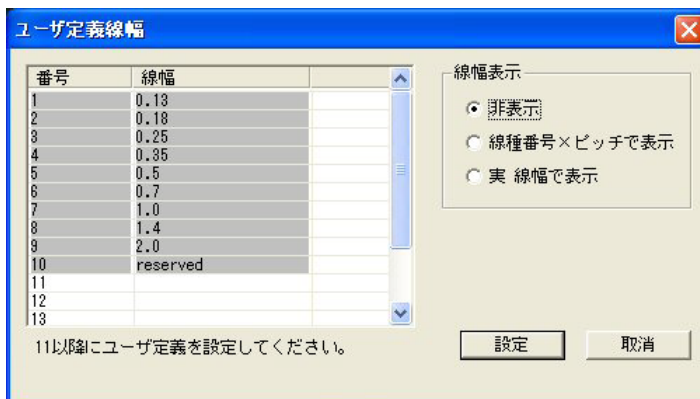 ユーザ定義線幅
番号 線幅
1 0.13
2 0.18
3 0.25
4 0.35
5 0.5
6 0.7
7 1.0
8 1.4
9 2.0
10 reserved
11
12
13
11以降にユーザ定義を設定してください。
線幅表示
非表示
線種番号×ピッチで表示
実 線幅で表示
設定 取消